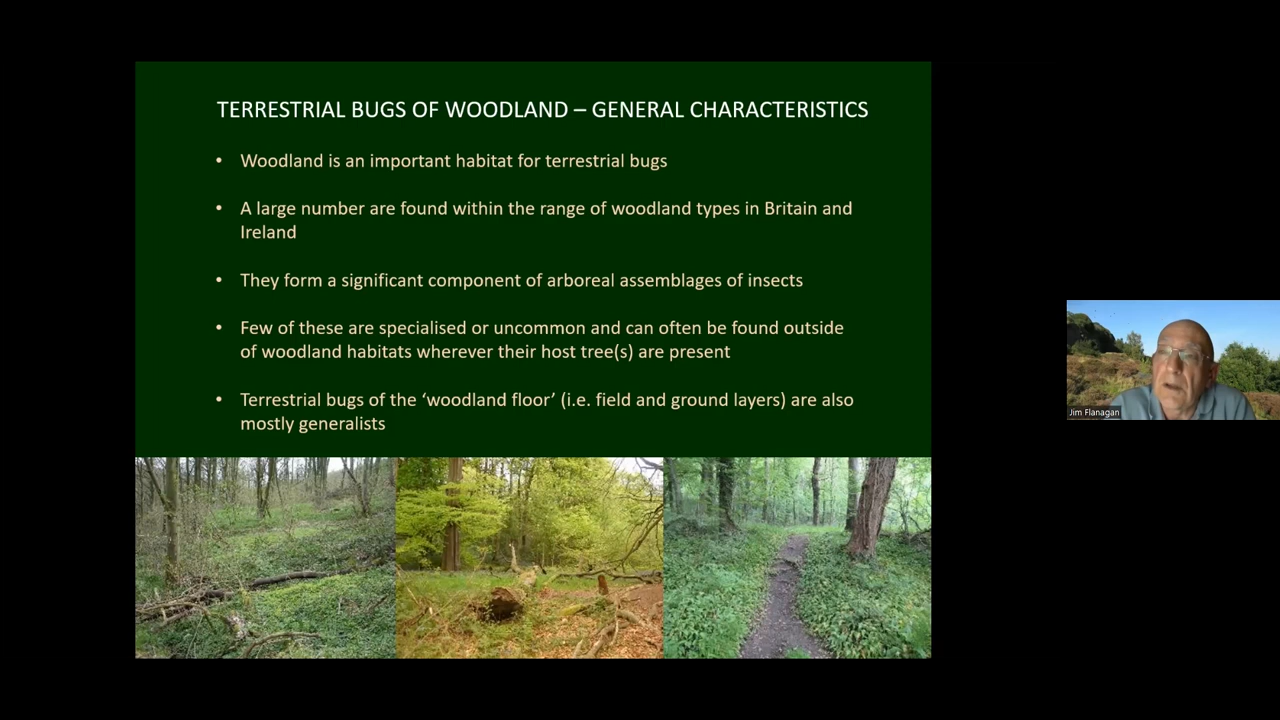 TERRESTRIAL BUGS OF WOODLAND – GENERAL CHARACTERISTICS
• Woodland is an important habitat for terrestrial bugs
• A large number are found within the range of woodland types in Britain and
Ireland
• They form a significant component of arboreal assemblages of insects
• Few of these are specialised or uncommon and can often be found outside
of woodland habitats wherever their host tree(s) are present
• Terrestrial bugs of the ‘woodland floor’ (i.e. field and ground layers) are also
mostly generalists
Jim Flanagan